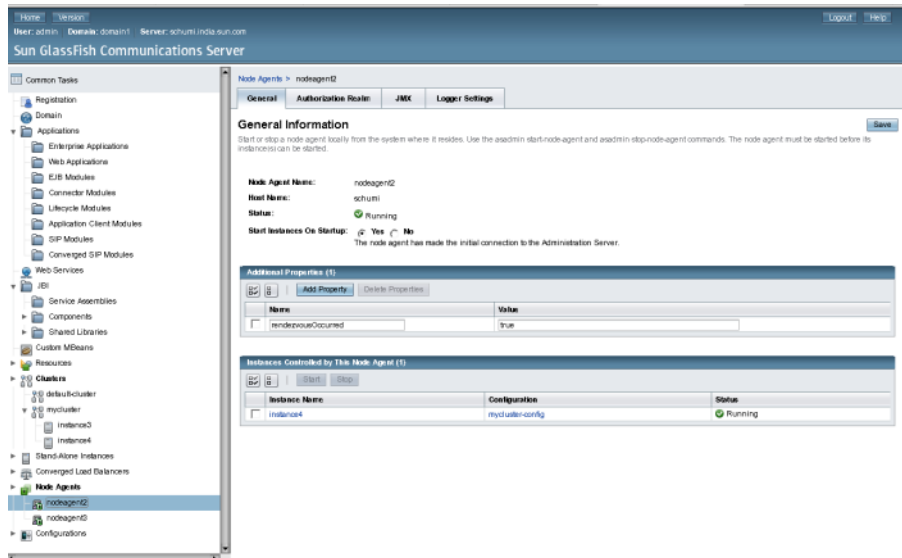 Home Version Logout Help
User: admin Domain: domain1 Server: schumi.india.sun.com
Sun GlassFish Communications Server
Common Tasks
Registration
Domain
Applications
Enterprise Applications
Web Applications
EJB Modules
Connector Modules
Lifecycle Modules
Application Client Modules
SIP Modules
Converged SIP Modules
Web Services
JBI
Service Assemblies
Components
Shared Libraries
Custom MBeans
Resources
Clusters
default-cluster
mycluster
instance3
instance4
Stand-Alone Instances
Converged Load Balancers
Node Agents
nodeagent2
nodeagent3
Configurations
Node Agents > nodeagent2
General Authorization Realm JMX Logger Settings
General Information Save
Start or stop a node agent locally from the system where it resides. Use the asadmin start-node-agent and asadmin stop-node-agent commands. The node agent must be started before its
instance(s) can be started.
Node Agent Name: nodeagent2
Host Name: schumi
Status: Running
Start Instances On Startup: Yes No
The node agent has made the initial connection to the Administration Server.
Additional Properties (1)
Add Property Delete Properties
Name Value
rendezvousOccurred true
Instances Controlled by This Node Agent (1)
Start Stop
Instance Name Configuration Status
instance4 mycluster-config Running